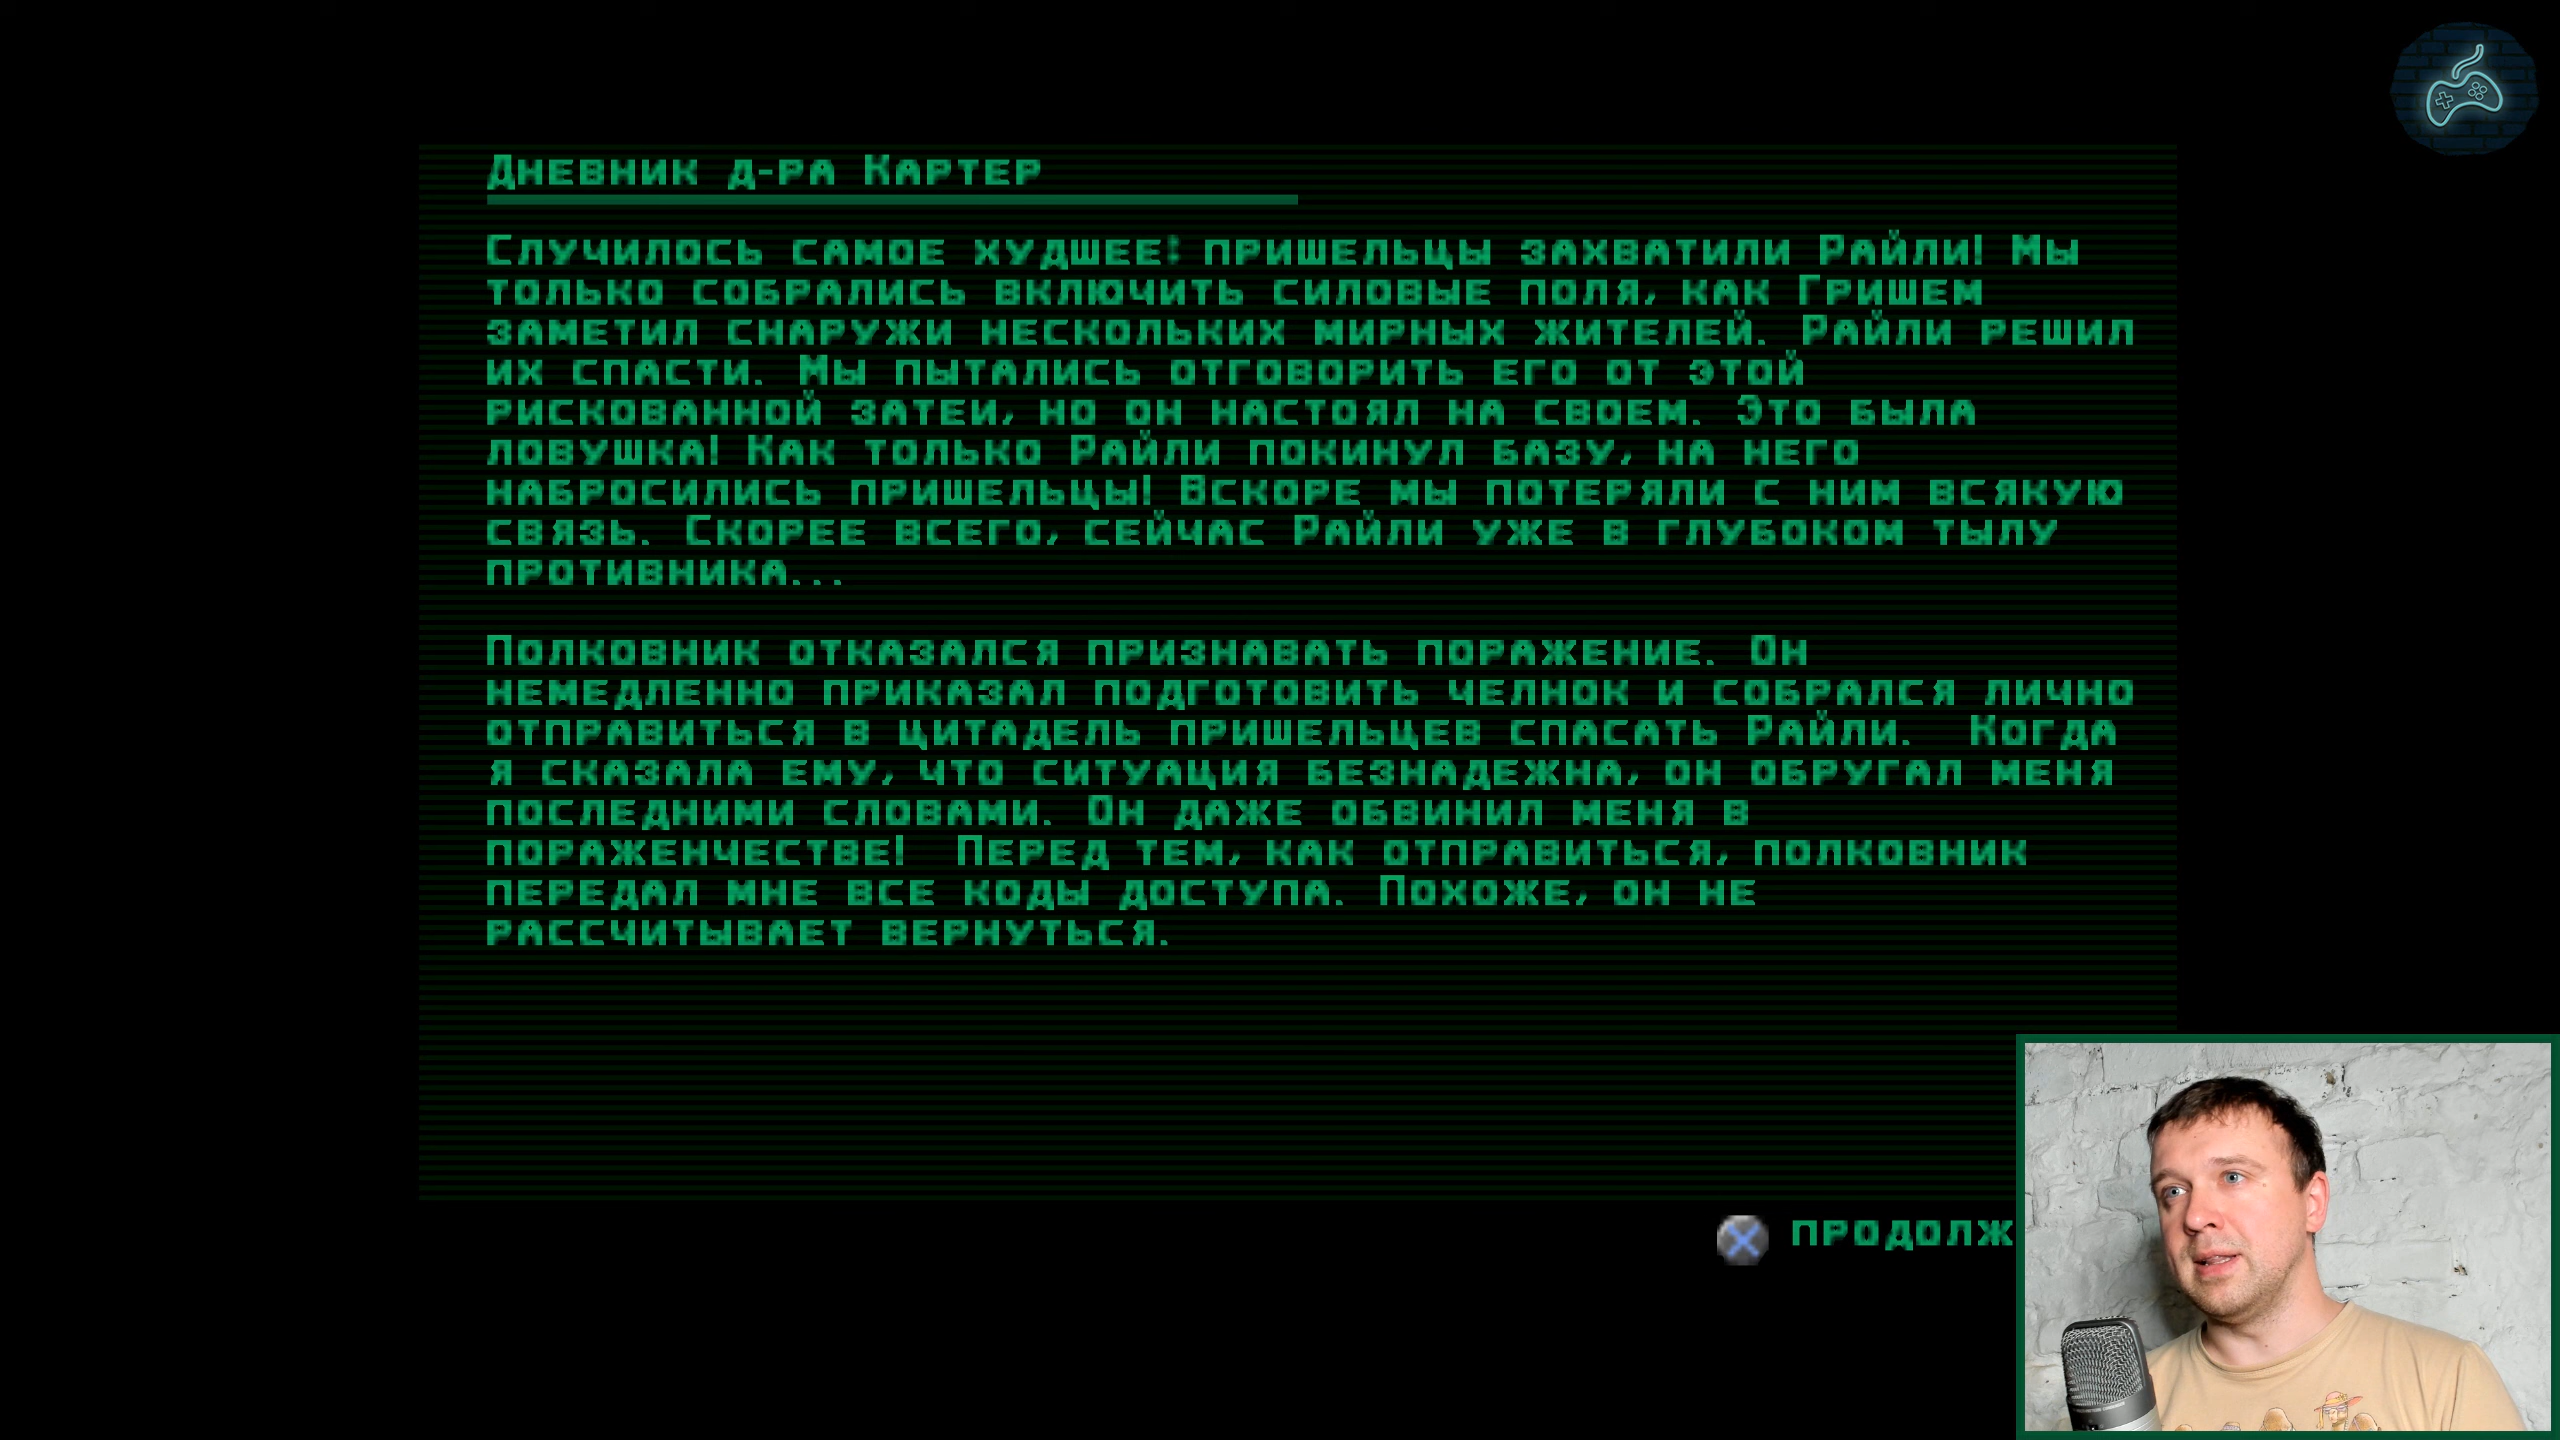 Дневник д-ра Картер
Случилось самое худшее: пришельцы захватили Райли! Мы
только собрались включить силовые поля, как Гришем
заметил снаружи нескольких мирных жителей. Райли решил
их спасти. Мы пытались отговорить его от этой
рискованной затеи, но он настоял на своем. Это была
ловушка! Как только Райли покинул базу, на него
набросились пришельцы! Вскоре мы потеряли с ним всякую
связь. Скорее всего, сейчас Райли уже в глубоком тылу
противника...
Полковник отказался признавать поражение. Он
немедленно приказал подготовить челнок и собрался лично
отправиться в цитадель пришельцев спасать Райли. Когда
я сказала ему, что ситуация безнадежна, он обругал меня
последними словами. Он даже обвинил меня в
пораженчестве! Перед тем, как отправиться, полковник
передал мне все коды доступа. Похоже, он не
рассчитывает вернуться.
продолж